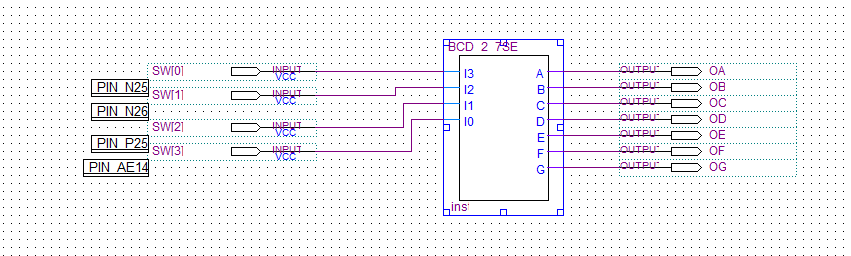 BCD_2_7SE
SW[0] INPUT VCC I3 A OUTPUT OA
PIN_N25 SW[1] INPUT VCC I2 B OUTPUT OB
PIN_N26 I1 C OUTPUT OC
SW[2] INPUT VCC I0 D OUTPUT OD
PIN_P25 E OUTPUT OE
SW[3] INPUT VCC F OUTPUT OF
PIN_AE14 G OUTPUT OG
ins